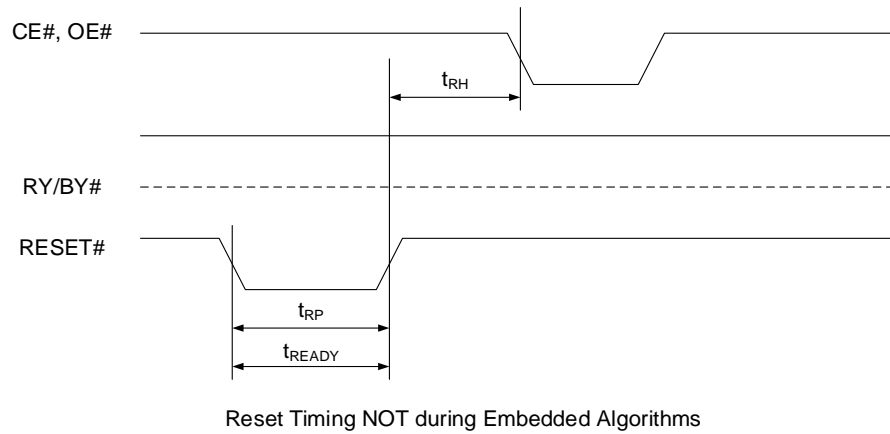 CE#, OE#
tRH
RY/BY#
RESET#
tRP
tREADY
Reset Timing NOT during Embedded Algorithms